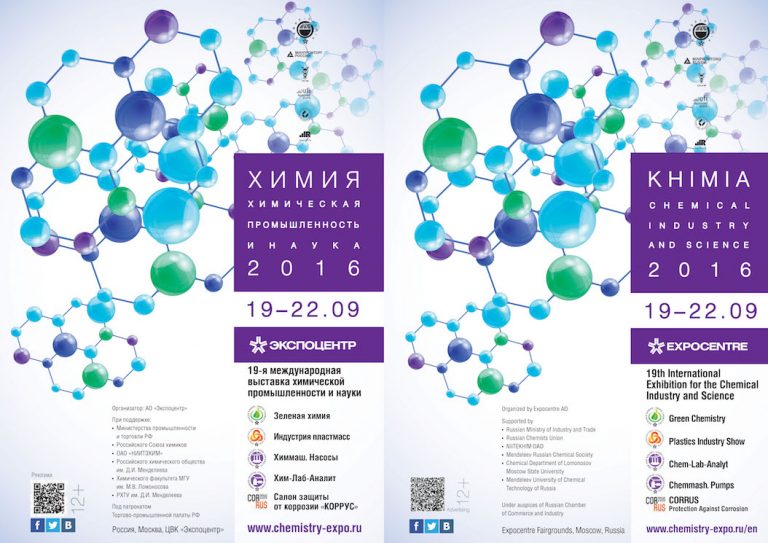 МИНПРОМТОРГ
РОССИИ
ufi
ХИМИЯ
ХИМИЧЕСКАЯ
ПРОМЫШЛЕННОСТЬ
И НАУКА
2016
19–22.09
ЭКСПОЦЕНТР
19-я международная
выставка химической
промышленности и науки
Зеленая химия
Индустрия пластмасс
Химмаш. Насосы
Хим-Лаб-Аналит
COR
RUS
Салон защиты
от коррозии «КОРРУС»
www.chemistry-expo.ru
Организатор: АО «Экспоцентр»
При поддержке:
• Министерства промышленности
и торговли РФ
• Российского Союза химиков
• ОАО «НИИТЭХИМ»
• Российского химического общества
им. Д.И. Менделеева
• Химического факультета МГУ
им. М.В. Ломоносова
• РХТУ им. Д.И. Менделеева
Под патронатом
Торгово-промышленной палаты РФ
Реклама
12+
Россия, Москва, ЦВК «Экспоцентр»
ufi
KHIMIA
CHEMICAL
INDUSTRY
AND SCIENCE
2016
19–22.09
EXPOCENTRE
19th International
Exhibition for the Chemical
Industry and Science
Green Chemistry
Plastics Industry Show
Chem-Lab-Analyt
Chemmash. Pumps
COR
RUS
CORRUS
Protection Against Corrosion
www.chemistry-expo.ru/en
Organized by Expocentre AO
Supported by
• Russian Ministry of Industry and Trade
• Russian Chemists Union
• NIITEKHIM OAO
• Mendeleev Russian Chemical Society
• Chemical Department of Lomonosov
Moscow State University
• Mendeleev University of Chemical
Technology of Russia
Under auspices of Russian Chamber
of Commerce and Industry
Advertising
12+
Expocentre Fairgrounds, Moscow, Russia